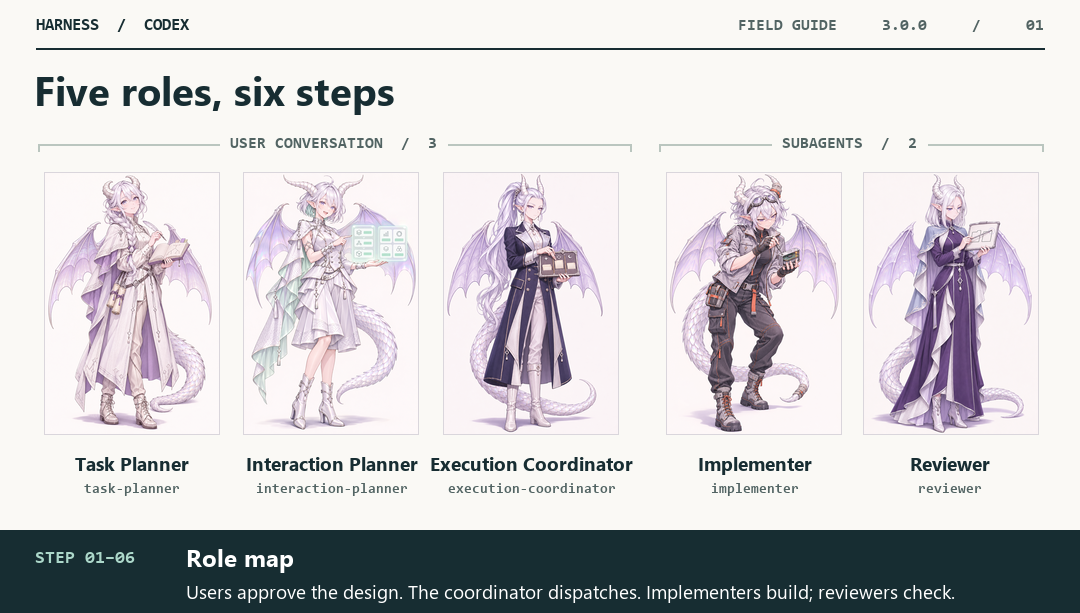 HARNESS / CODEX
FIELD GUIDE 3.0.0 / 01
Five roles, six steps
USER CONVERSATION / 3
SUBAGENTS / 2
Task Planner
task-planner
Interaction Planner
interaction-planner
Execution Coordinator
execution-coordinator
Implementer
implementer
Reviewer
reviewer
STEP 01–06
Role map
Users approve the design. The coordinator dispatches. Implementers build; reviewers check.